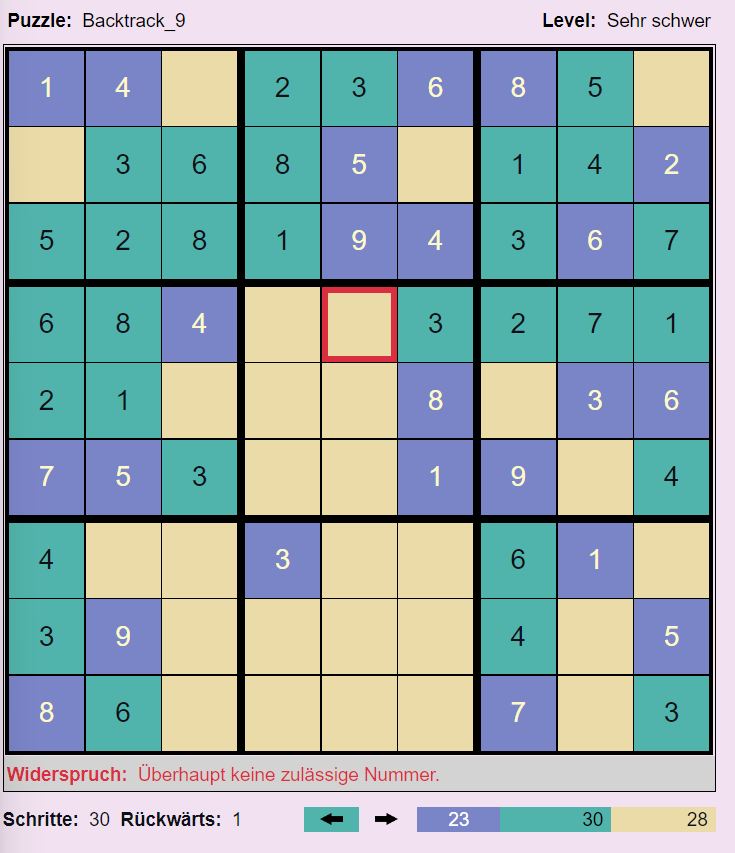 Puzzle: Backtrack_9 Level: Sehr schwer
1 4 2 3 6 8 5
3 6 8 5 1 4 2
5 2 8 1 9 4 3 6 7
6 8 4 3 2 7 1
2 1 8 3 6
7 5 3 1 9 4
4 3 6 1
3 9 4 5
8 6 7 3
Widerspruch: Überhaupt keine zulässige Nummer.
Schritte: 30 Rückwärts: 1 23 30 28